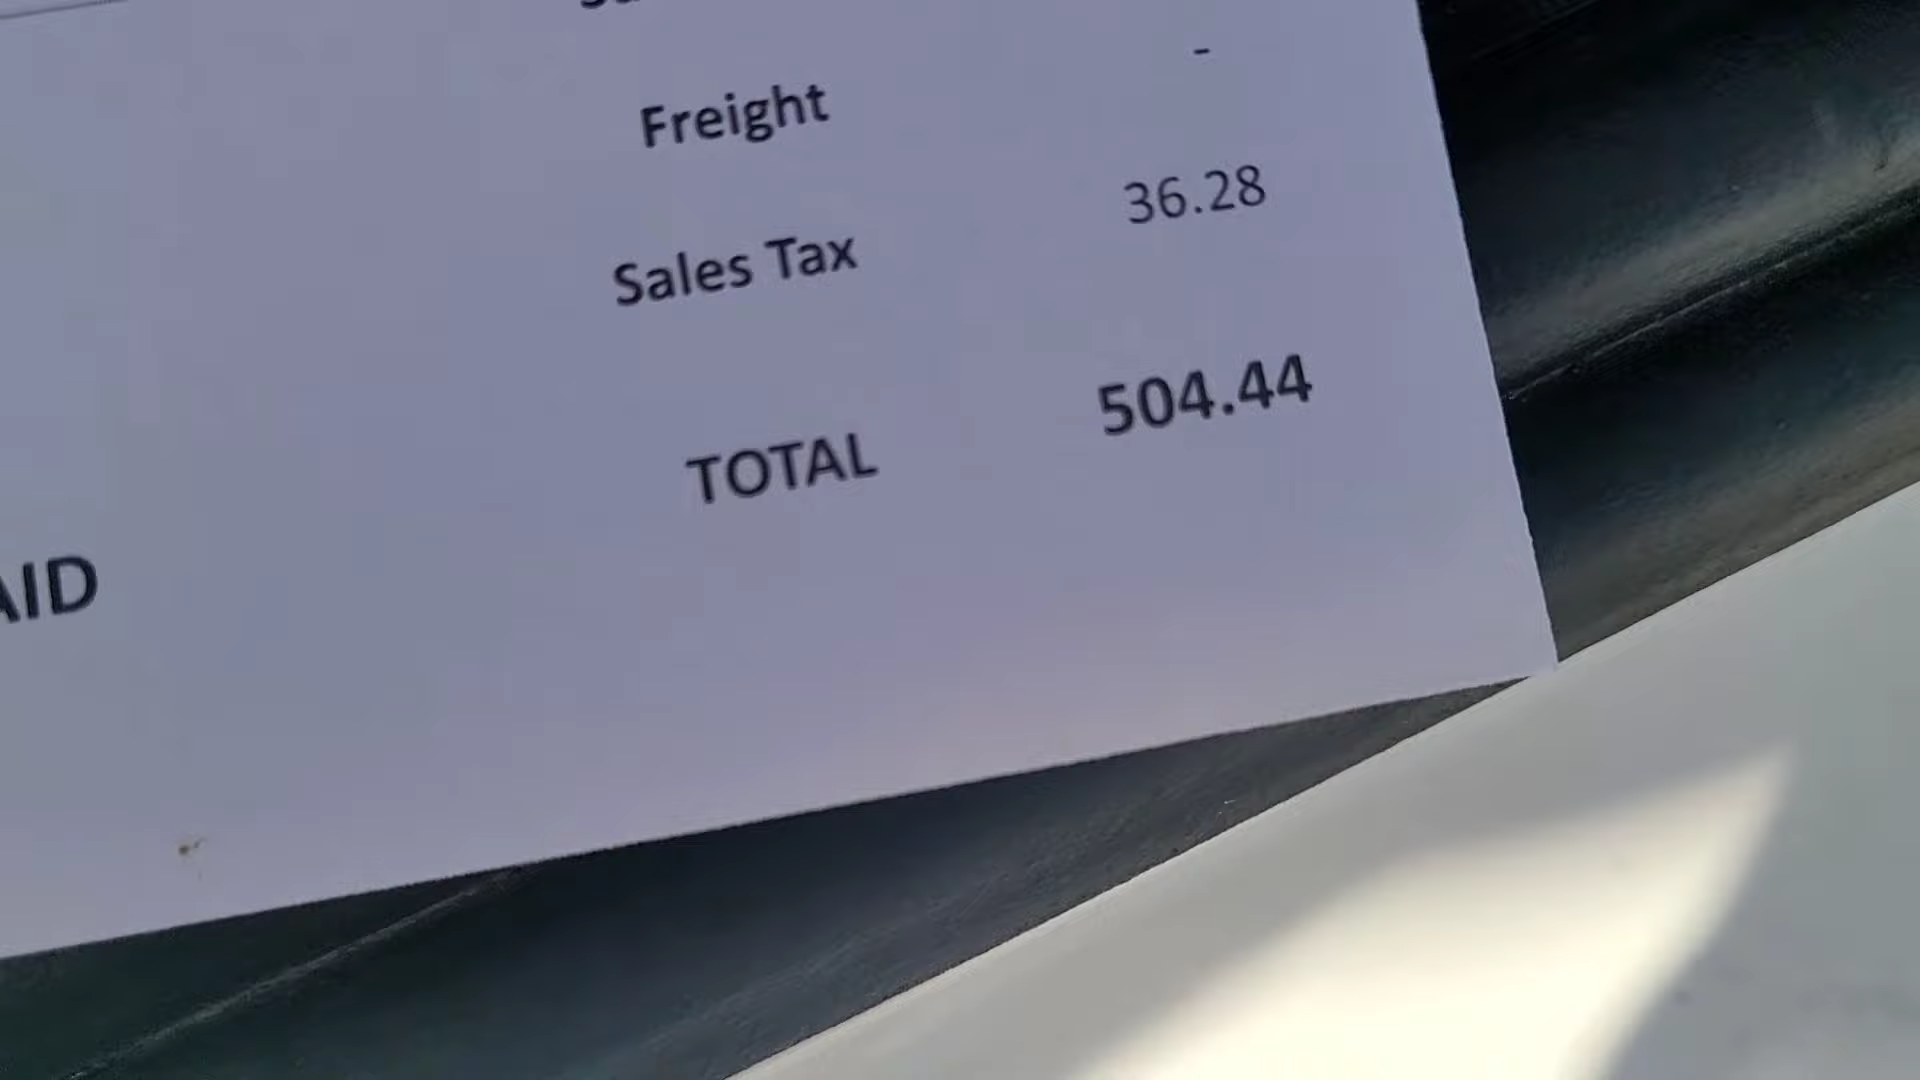 -
Freight
36.28
Sales Tax
504.44
TOTAL
AID